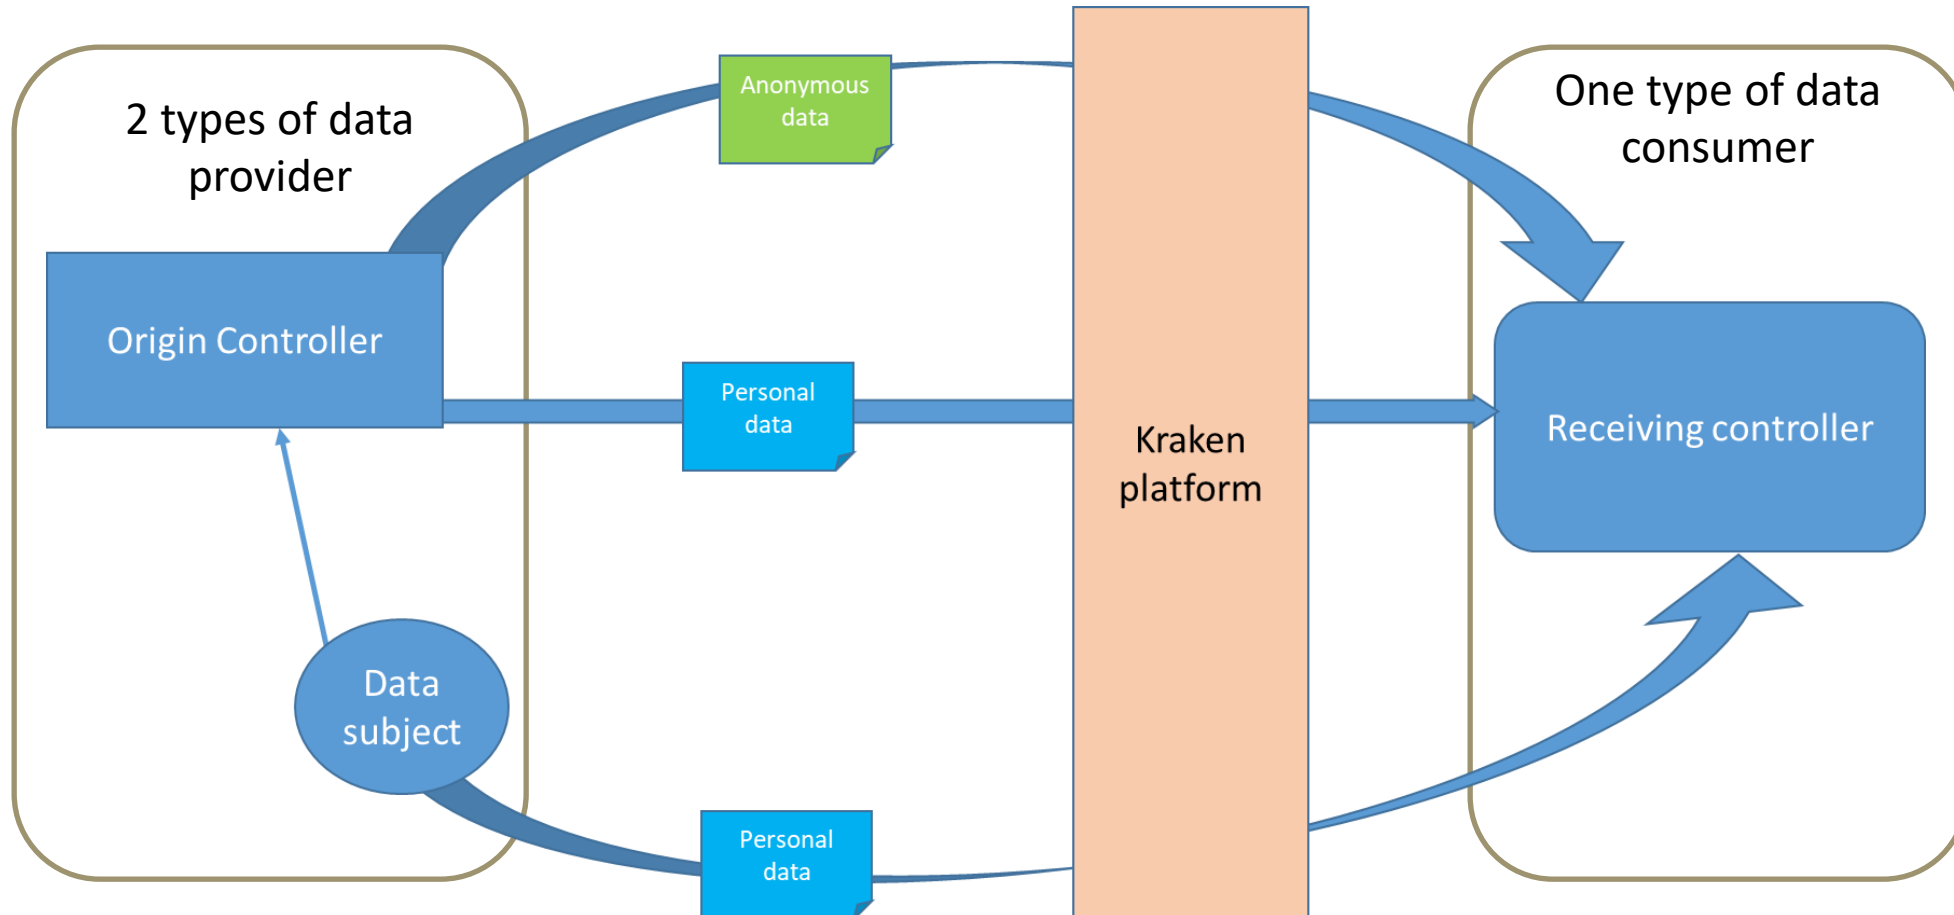 2 types of data
provider
Origin Controller
Data
subject
Anonymous
data
Personal
data
Personal
data
Kraken
platform
One type of data
consumer
Receiving controller